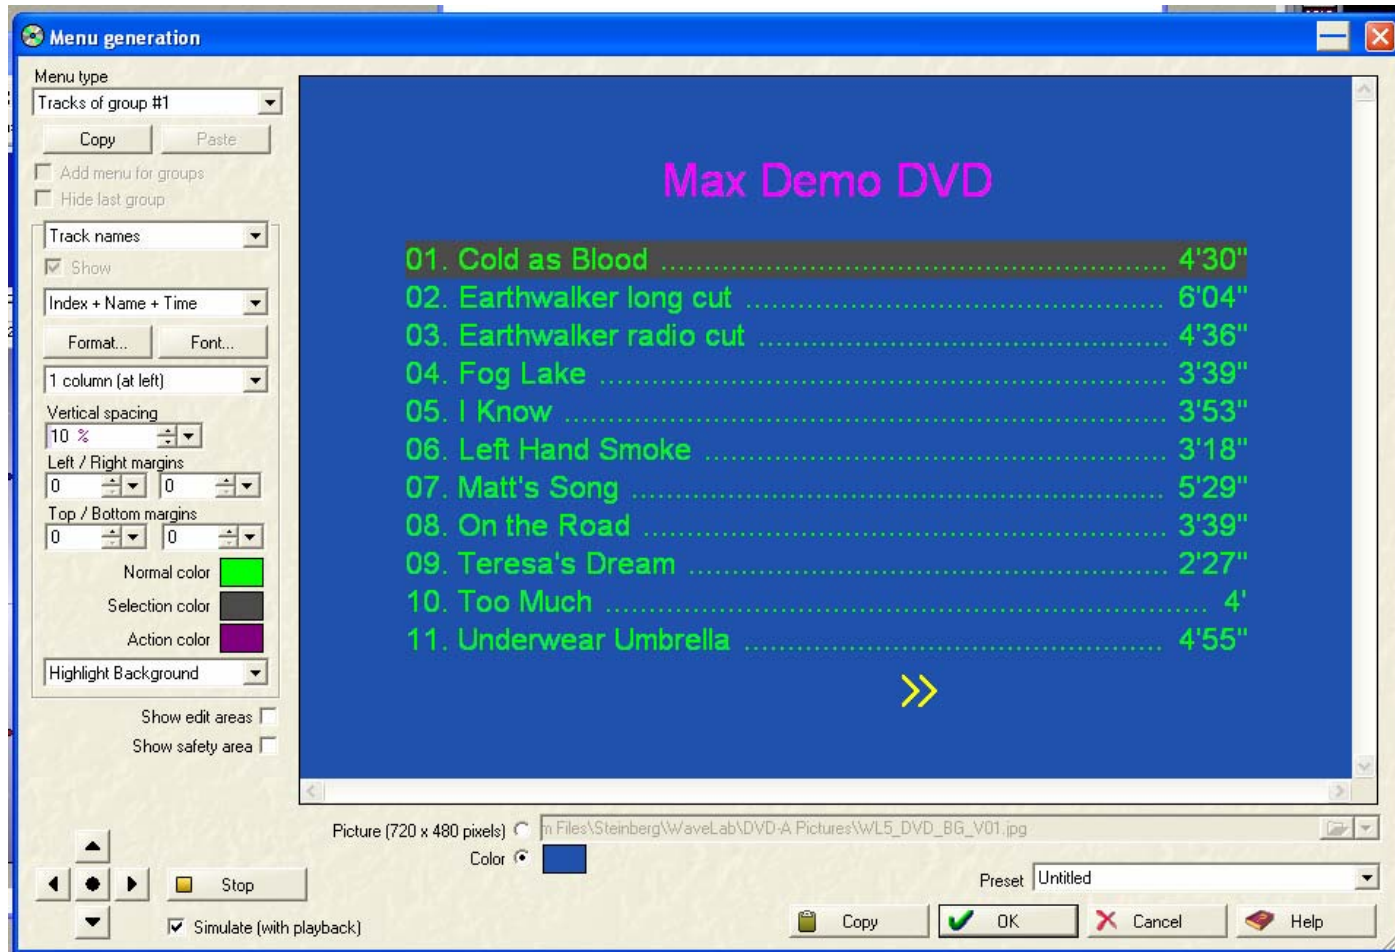 Menu generation
Menu type
Tracks of group #1
Copy Paste
Add menu for groups
Hide last group
Track names
Show
Index + Name + Time
Format... Font...
1 column (at left)
Vertical spacing
10 %
Left / Right margins
0 0
Top / Bottom margins
0 0
Normal color
Selection color
Action color
Highlight Background
Show edit areas
Show safety area
Max Demo DVD
01. Cold as Blood .......................................................... 4'30"
02. Earthwalker long cut ................................................ 6'04"
03. Earthwalker radio cut ............................................... 4'36"
04. Fog Lake ................................................................. 3'39"
05. I Know ..................................................................... 3'53"
06. Left Hand Smoke ...................................................... 3'18"
07. Matt's Song ............................................................. 5'29"
08. On the Road ............................................................ 3'39"
09. Teresa's Dream ....................................................... 2'27"
10. Too Much ..................................................................... 4'
11. Underwear Umbrella ................................................ 4'55"
>>
Picture (720 x 480 pixels) m Files\Steinberg\WaveLab\DVD-A Pictures\WL5_DVD_BG_V01.jpg
Color
Stop
Simulate (with playback)
Preset Untitled
Copy OK Cancel Help